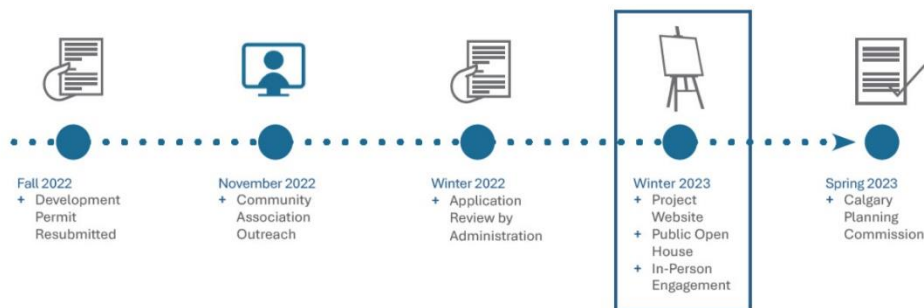 Fall 2022
+ Development
Permit
Resubmitted
November 2022
+ Community
Association
Outreach
Winter 2022
+ Application
Review by
Administration
Winter 2023
+ Project
Website
+ Public Open
House
+ In-Person
Engagement
Spring 2023
+ Calgary
Planning
Commission